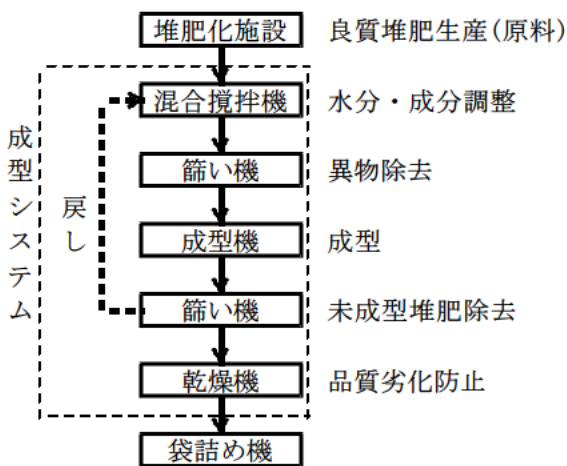 堆肥化施設 良質堆肥生産(原料)
混合撹拌機 水分・成分調整
篩い機 異物除去
成型機 成型
篩い機 未成型堆肥除去
乾燥機 品質劣化防止
袋詰め機
成型システム
戻し